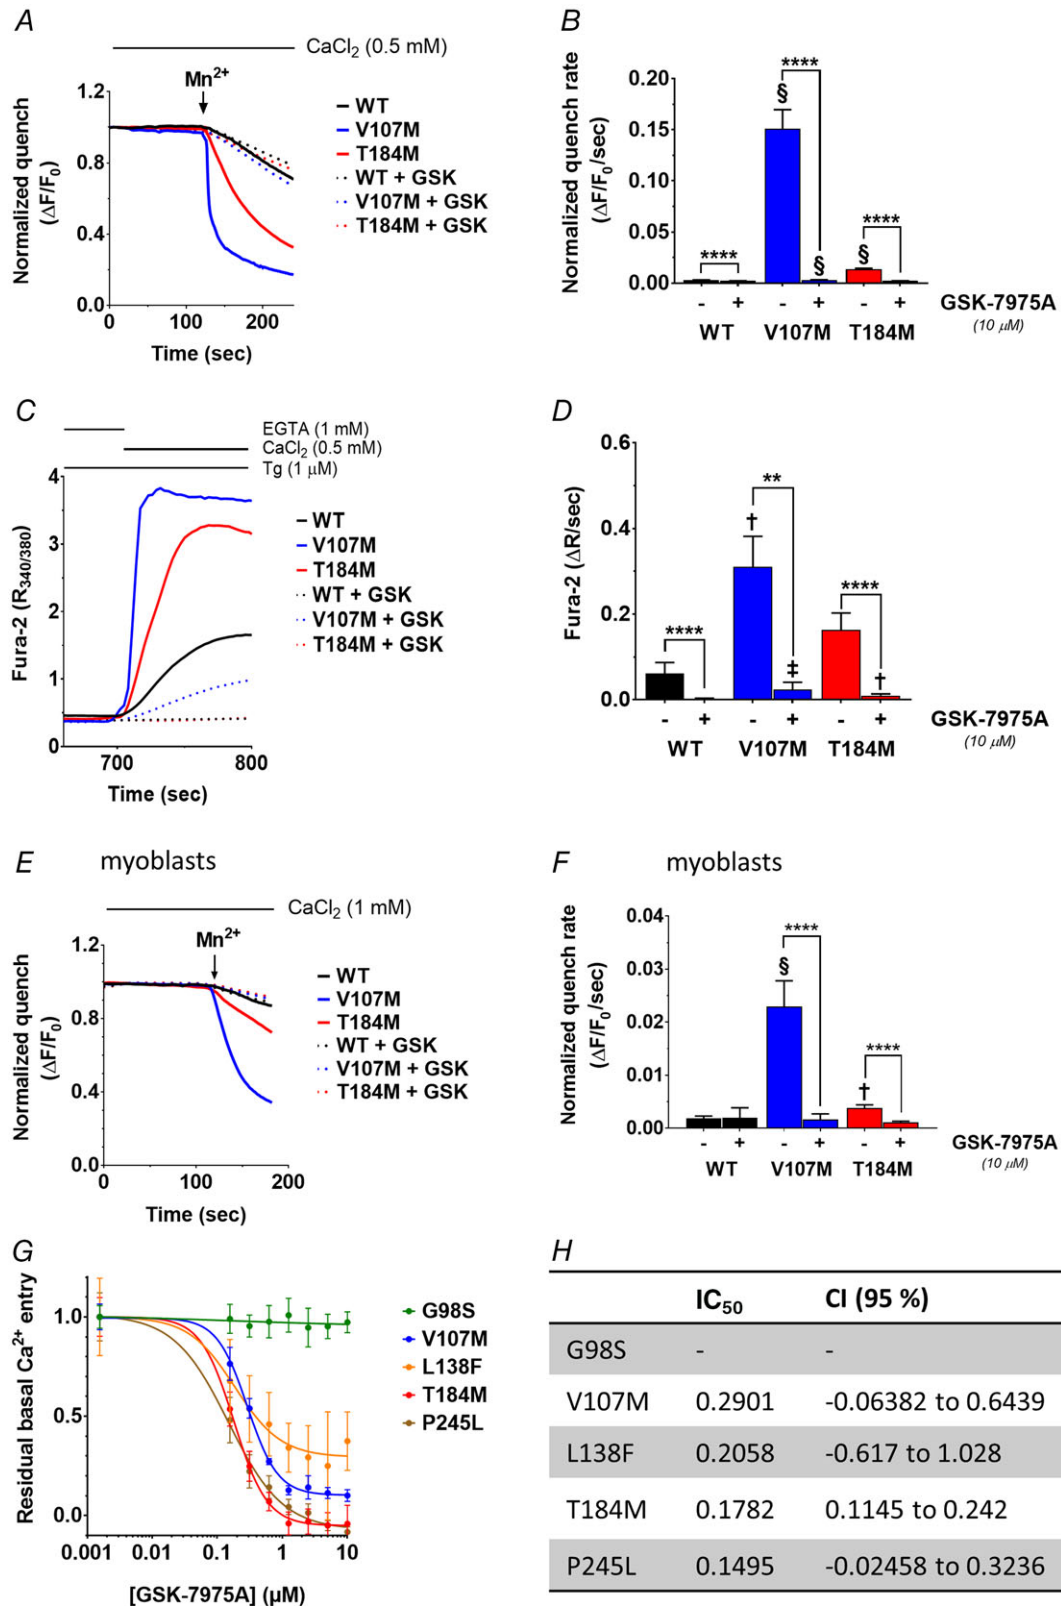 A
CaCl₂ (0.5 mM)
Mn²⁺
Normalized quench
(ΔF/F₀)
1.2
0.8
0.4
0.0
0
100
200
Time (sec)
WT
V107M
T184M
WT + GSK
V107M + GSK
T184M + GSK
B
Normalized quench rate
(ΔF/F₀/sec)
0.20
0.15
0.10
0.05
0.00
****
§
****
§
§
****
- + - + - +
WT V107M T184M
GSK-7975A
(10 μM)
C
EGTA (1 mM)
CaCl₂ (0.5 mM)
Tg (1 μM)
Fura-2 (R₃₄₀/₃₈₀)
4
3
2
1
0
700
800
Time (sec)
WT
V107M
T184M
WT + GSK
V107M + GSK
T184M + GSK
D
Fura-2 (ΔR/sec)
0.6
0.4
0.2
0.0
****
†
**
‡
****
†
- + - + - +
WT V107M T184M
GSK-7975A
(10 μM)
E myoblasts
CaCl₂ (1 mM)
Mn²⁺
Normalized quench
(ΔF/F₀)
1.2
0.8
0.4
0.0
0
100
200
Time (sec)
WT
V107M
T184M
WT + GSK
V107M + GSK
T184M + GSK
F myoblasts
Normalized quench rate
(ΔF/F₀/sec)
0.04
0.03
0.02
0.01
0.00
§
****
†
****
- + - + - +
WT V107M T184M
GSK-7975A
(10 μM)
G
Residual basal Ca²⁺ entry
1.0
0.5
0.0
0.001
0.1
1
10
[GSK-7975A] (μM)
G98S
V107M
L138F
T184M
P245L
H
IC₅₀ CI (95 %)
G98S - -
V107M 0.2901 -0.06382 to 0.6439
L138F 0.2058 -0.617 to 1.028
T184M 0.1782 0.1145 to 0.242
P245L 0.1495 -0.02458 to 0.3236